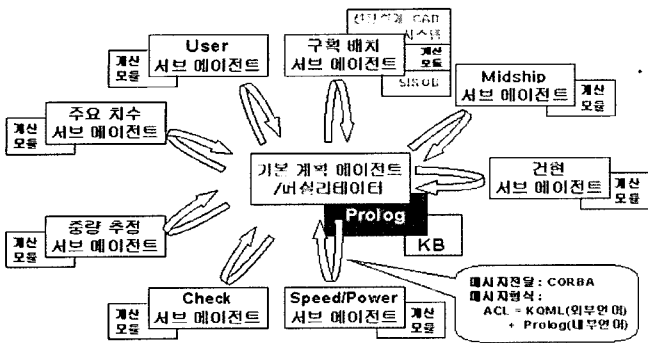 User
서브 에이전트
계산
모듈
구획 배치
서브 에이전트
CAD
계산
모듈
Midship
서브 에이전트
계산
모듈
주요 치수
서브 에이전트
계산
모듈
기본 계획 에이전트
/퍼실리테이터
Prolog
KB
건현
서브 에이전트
계산
모듈
중량 추정
서브 에이전트
계산
모듈
Check
서브 에이전트
계산
모듈
Speed/Power
서브 에이전트
계산
모듈
메시지전달 : CORBA
메시지형식 :
ACL = KQML(외부언어)
+ Prolog(내부언어)